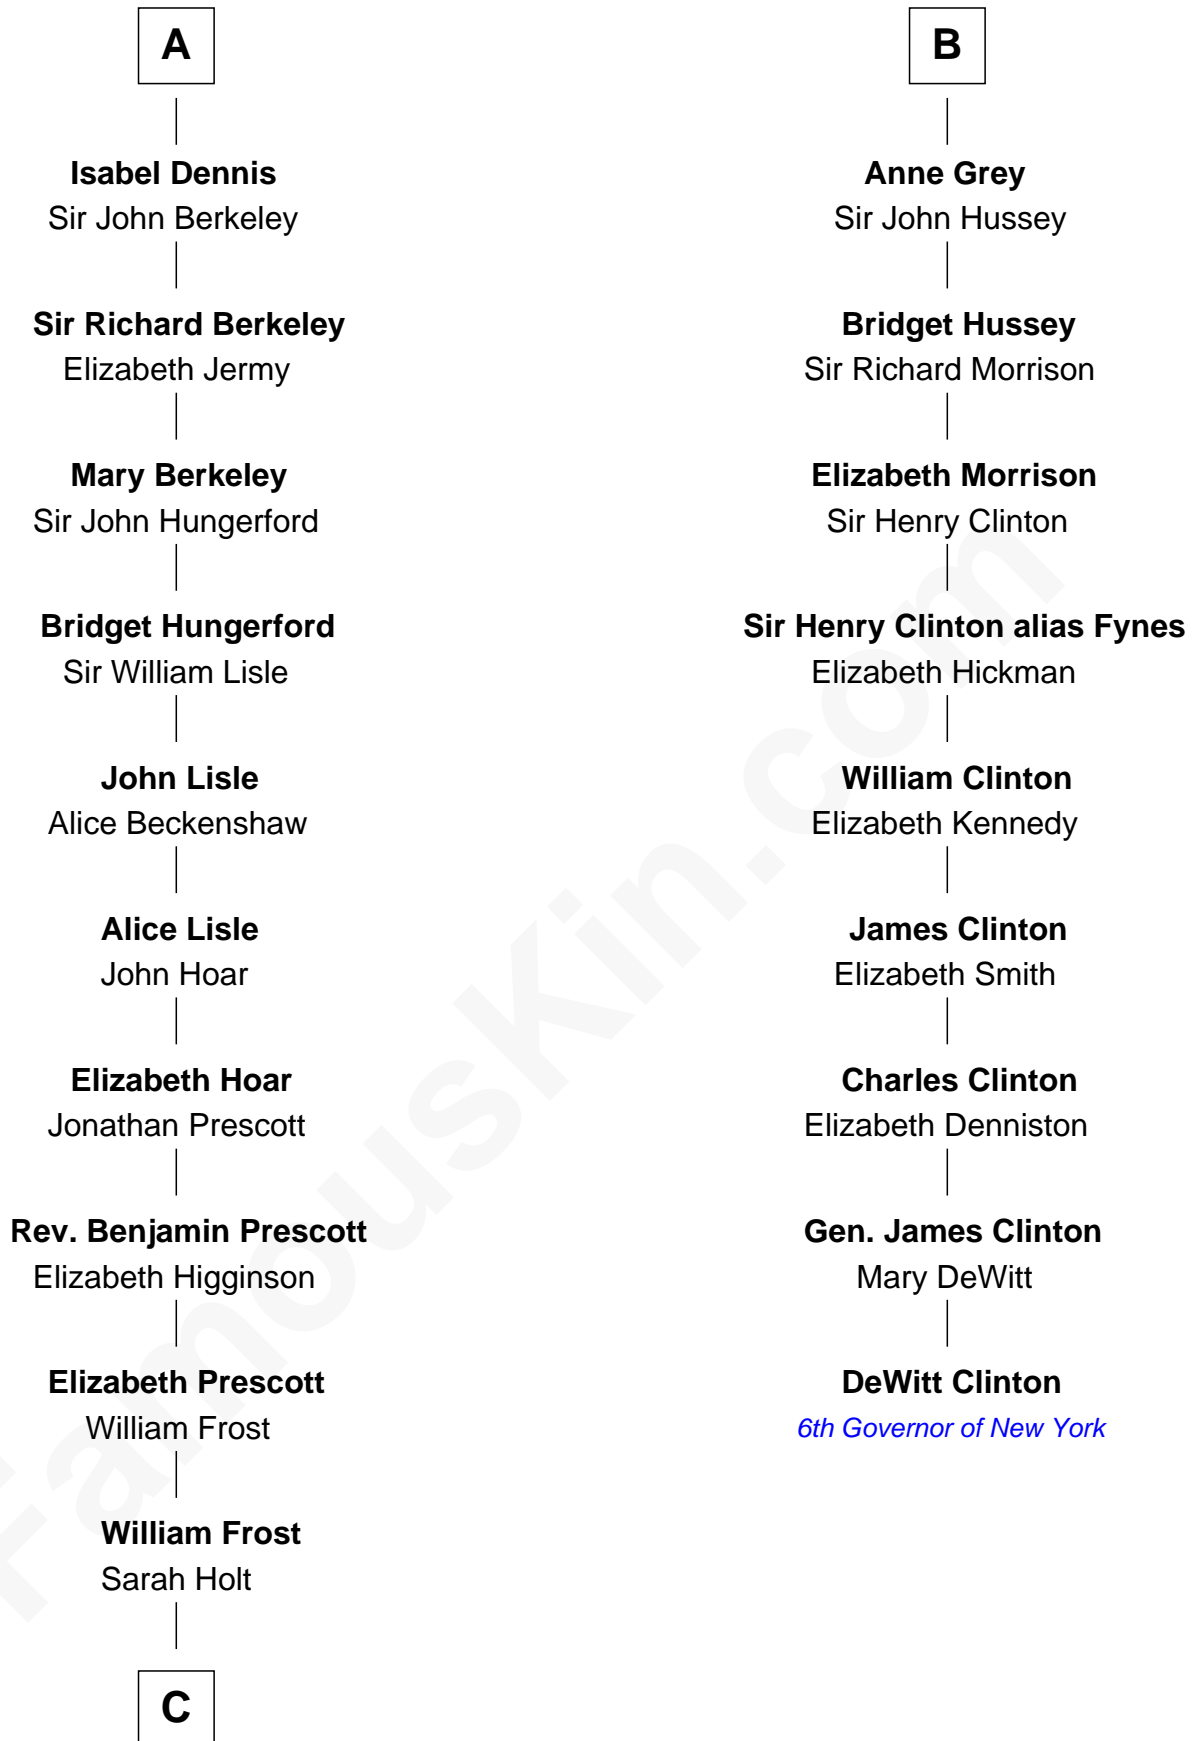 A
Isabel Dennis
Sir John Berkeley
Sir Richard Berkeley
Elizabeth Jermy
Mary Berkeley
Sir John Hungerford
Bridget Hungerford
Sir William Lisle
John Lisle
Alice Beckenshaw
Alice Lisle
John Hoar
Elizabeth Hoar
Jonathan Prescott
Rev. Benjamin Prescott
Elizabeth Higginson
Elizabeth Prescott
William Frost
William Frost
Sarah Holt
C
B
Anne Grey
Sir John Hussey
Bridget Hussey
Sir Richard Morrison
Elizabeth Morrison
Sir Henry Clinton
Sir Henry Clinton alias Fynes
Elizabeth Hickman
William Clinton
Elizabeth Kennedy
James Clinton
Elizabeth Smith
Charles Clinton
Elizabeth Denniston
Gen. James Clinton
Mary DeWitt
DeWitt Clinton
6th Governor of New York
FamousKin.com